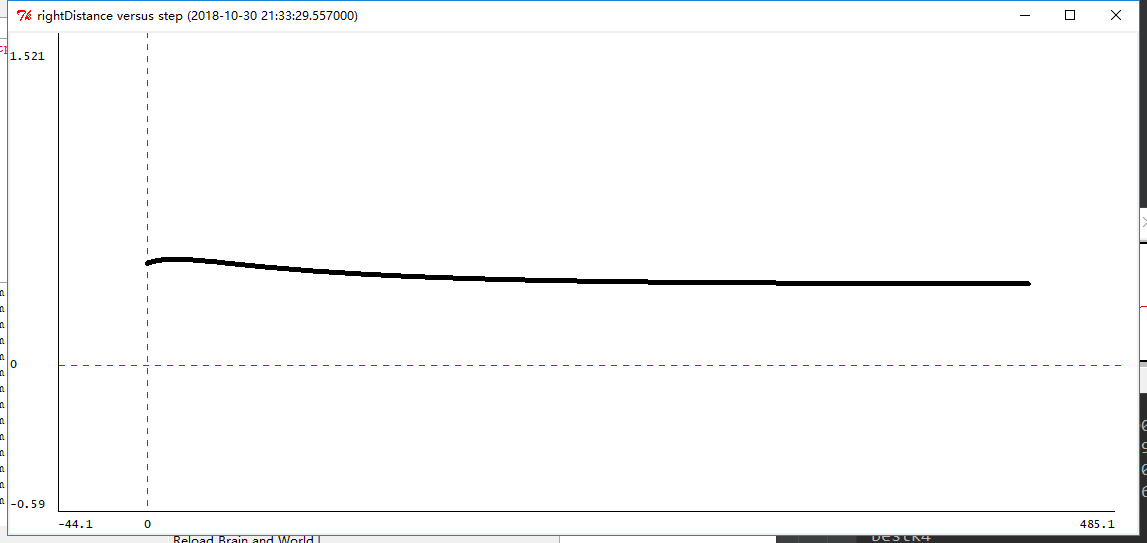 rightDistance versus step (2018-10-30 21:33:29.557000)
1.521
0
-0.59
-44.1
0
485.1
Reload Brain and World
bestk4